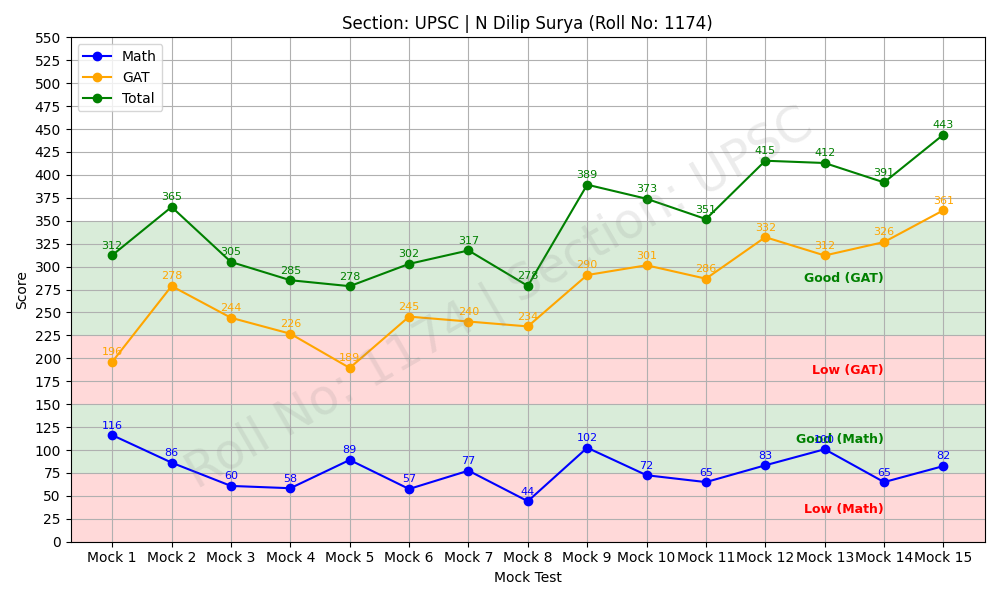 Section: UPSC | N Dilip Surya (Roll No: 1174)
Math
GAT
Total
Score
550
525
500
475
450
425
400
375
350
325
300
275
250
225
200
175
150
125
100
75
50
25
0
312 365 305 285 278 302 317 278 389 373 351 415 412 391 443
196 278 244 226 189 245 240 234 290 301 286 332 312 326 361
116 86 60 58 89 57 77 44 102 72 65 83 100 65 82
Good (GAT)
Low (GAT)
Good (Math)
Low (Math)
Roll No: 1174 | Section: UPSC
Mock 1 Mock 2 Mock 3 Mock 4 Mock 5 Mock 6 Mock 7 Mock 8 Mock 9 Mock 10 Mock 11 Mock 12 Mock 13 Mock 14 Mock 15
Mock Test